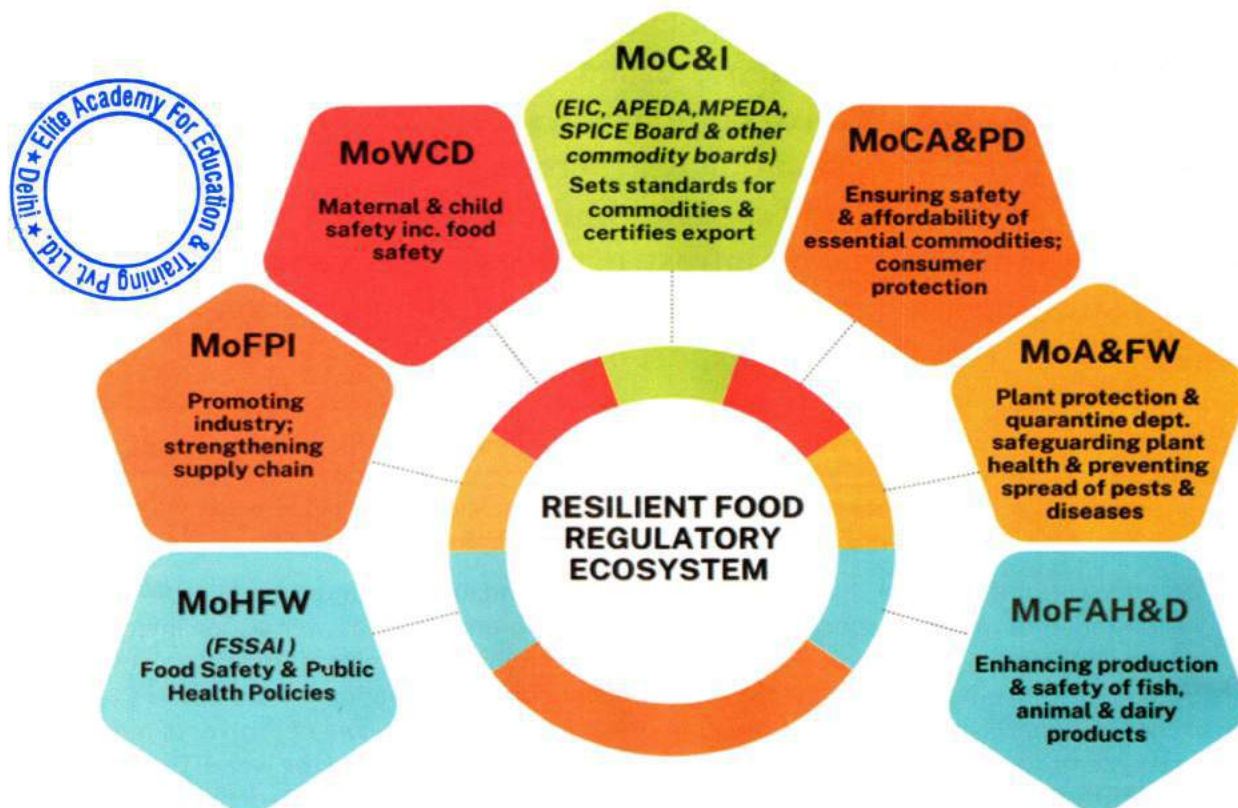 ★ Elite Academy For Education & Training Pvt. Ltd. ★ Delhi
MoHFW
(FSSAI )
Food Safety & Public
Health Policies
MoFPI
Promoting
industry;
strengthening
supply chain
MoWCD
Maternal & child
safety inc. food
safety
MoC&I
(EIC, APEDA,MPEDA,
SPICE Board & other
commodity boards)
Sets standards for
commodities &
certifies export
MoCA&PD
Ensuring safety
& affordability of
essential commodities;
consumer
protection
MoA&FW
Plant protection &
quarantine dept.
safeguarding plant
health & preventing
spread of pests &
diseases
MoFAH&D
Enhancing production
& safety of fish,
animal & dairy
products
RESILIENT FOOD
REGULATORY
ECOSYSTEM